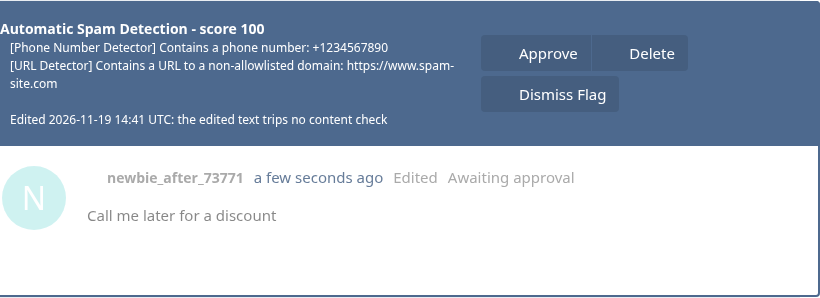 Automatic Spam Detection - score 100
[Phone Number Detector] Contains a phone number: +1234567890
[URL Detector] Contains a URL to a non-allowlisted domain: https://www.spam-
site.com
Edited 2026-11-19 14:41 UTC: the edited text trips no content check
Approve
Delete
Dismiss Flag
N
newbie_after_73771 a few seconds ago Edited Awaiting approval
Call me later for a discount